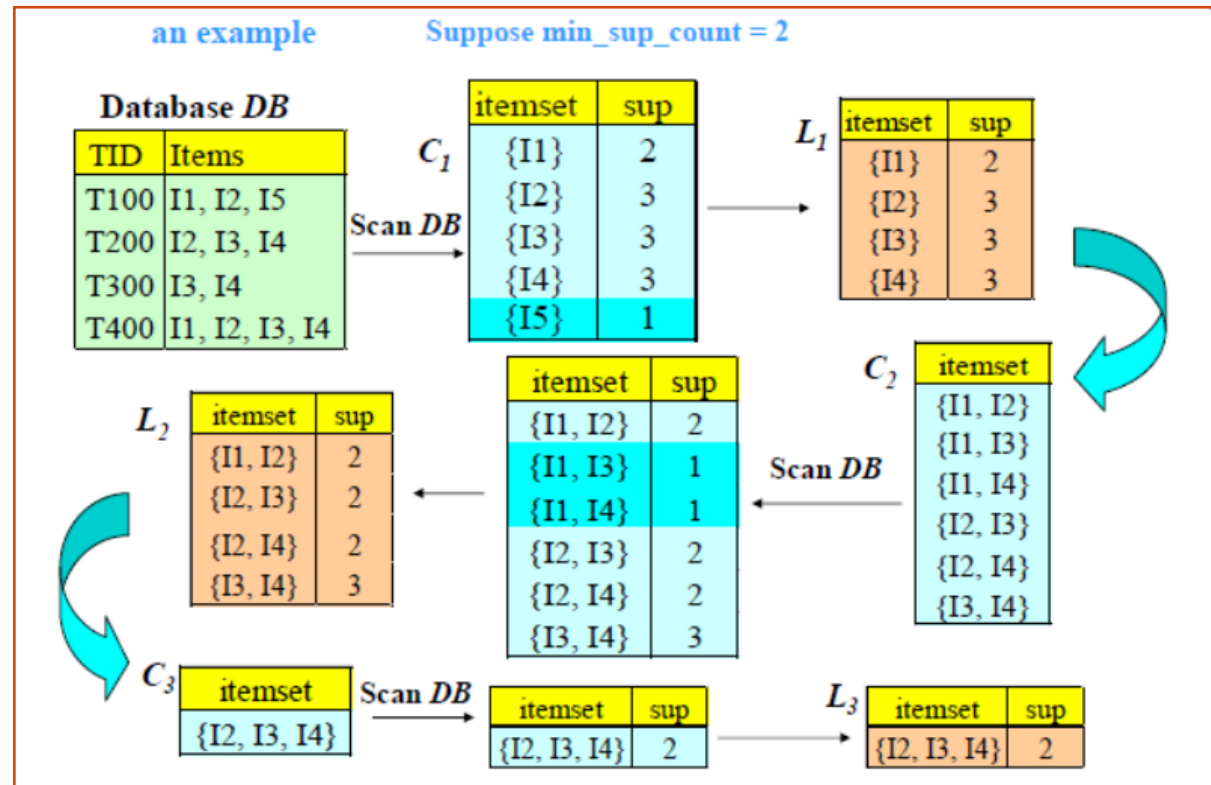 an example Suppose min_sup_count = 2
Database DB
TID Items
T100 I1, I2, I5
T200 I2, I3, I4
T300 I3, I4
T400 I1, I2, I3, I4
Scan DB
C1
itemset sup
{I1} 2
{I2} 3
{I3} 3
{I4} 3
{I5} 1
L1
itemset sup
{I1} 2
{I2} 3
{I3} 3
{I4} 3
C2
itemset
{I1, I2}
{I1, I3}
{I1, I4}
{I2, I3}
{I2, I4}
{I3, I4}
Scan DB
itemset sup
{I1, I2} 2
{I1, I3} 1
{I1, I4} 1
{I2, I3} 2
{I2, I4} 2
{I3, I4} 3
L2
itemset sup
{I1, I2} 2
{I2, I3} 2
{I2, I4} 2
{I3, I4} 3
C3
itemset
{I2, I3, I4}
Scan DB
itemset sup
{I2, I3, I4} 2
L3
itemset sup
{I2, I3, I4} 2